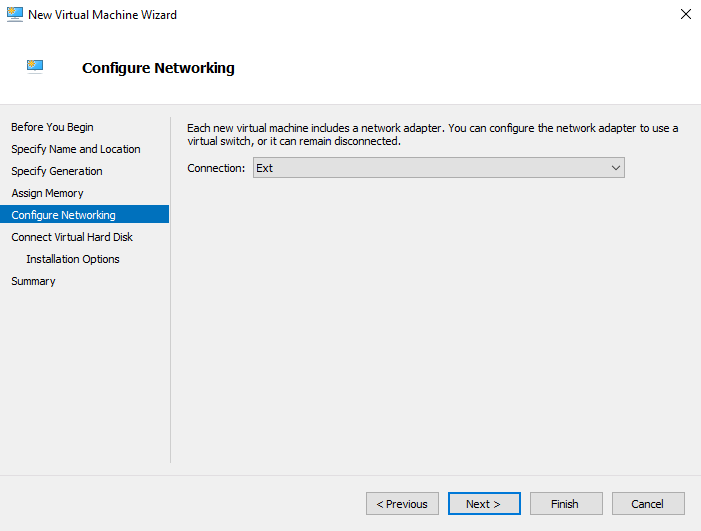 New Virtual Machine Wizard
Configure Networking
Before You Begin
Specify Name and Location
Specify Generation
Assign Memory
Configure Networking
Connect Virtual Hard Disk
Installation Options
Summary
Each new virtual machine includes a network adapter. You can configure the network adapter to use a
virtual switch, or it can remain disconnected.
Connection: Ext
< Previous Next > Finish Cancel